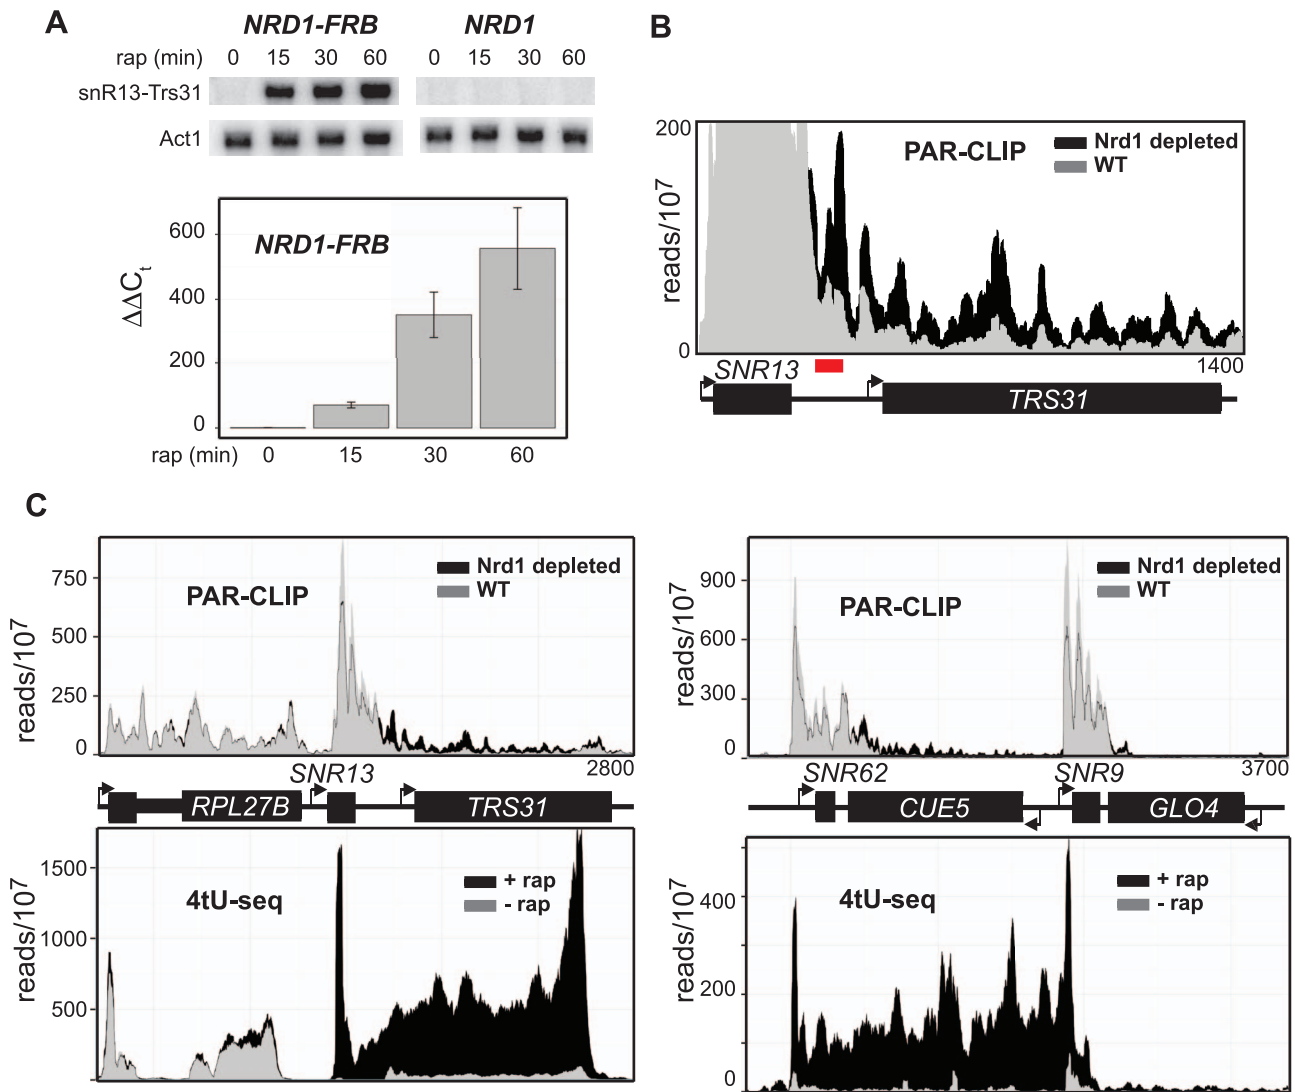 A
NRD1-FRB NRD1
rap (min) 0 15 30 60 0 15 30 60
snR13-Trs31
Act1
600
400
200
0
ΔΔCt
NRD1-FRB
rap (min) 0 15 30 60
B
200
0
reads/10⁷
PAR-CLIP
Nrd1 depleted
WT
1400
SNR13
TRS31
C
750
500
250
0
reads/10⁷
PAR-CLIP
Nrd1 depleted
WT
2800
SNR13
RPL27B
TRS31
1500
1000
500
reads/10⁷
4tU-seq
+ rap
- rap
900
600
300
0
reads/10⁷
PAR-CLIP
Nrd1 depleted
WT
3700
SNR62
SNR9
CUE5
GLO4
400
200
0
reads/10⁷
4tU-seq
+ rap
- rap